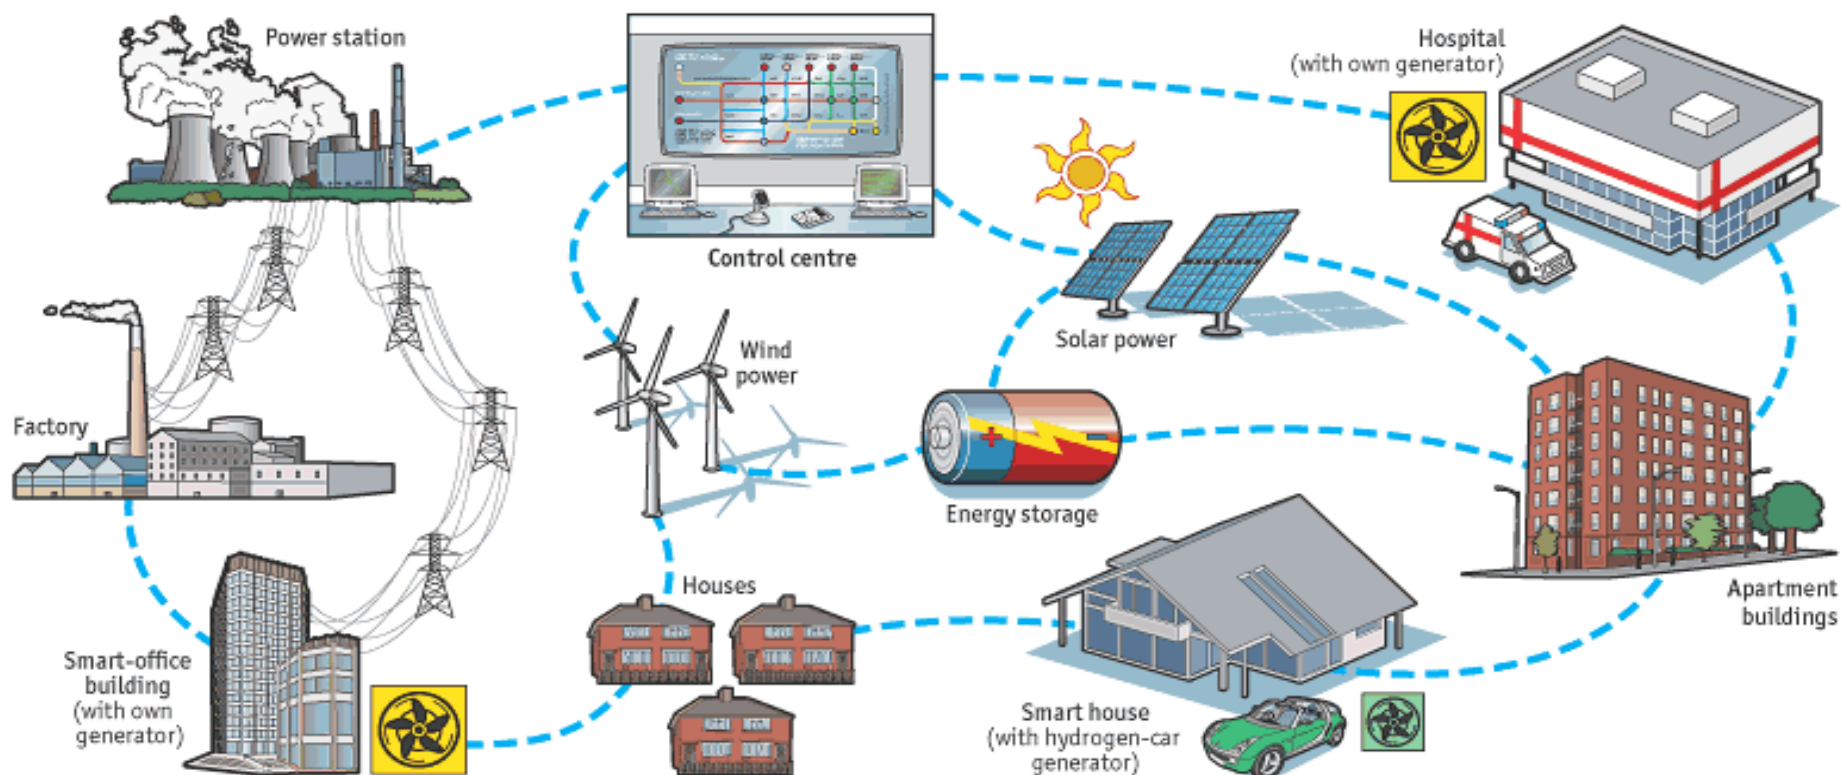 Power station
Hospital
(with own generator)
Control centre
Solar power
Wind
power
Factory
Energy storage
Houses
Apartment
buildings
Smart-office
building
(with own
generator)
Smart house
(with hydrogen-car
generator)